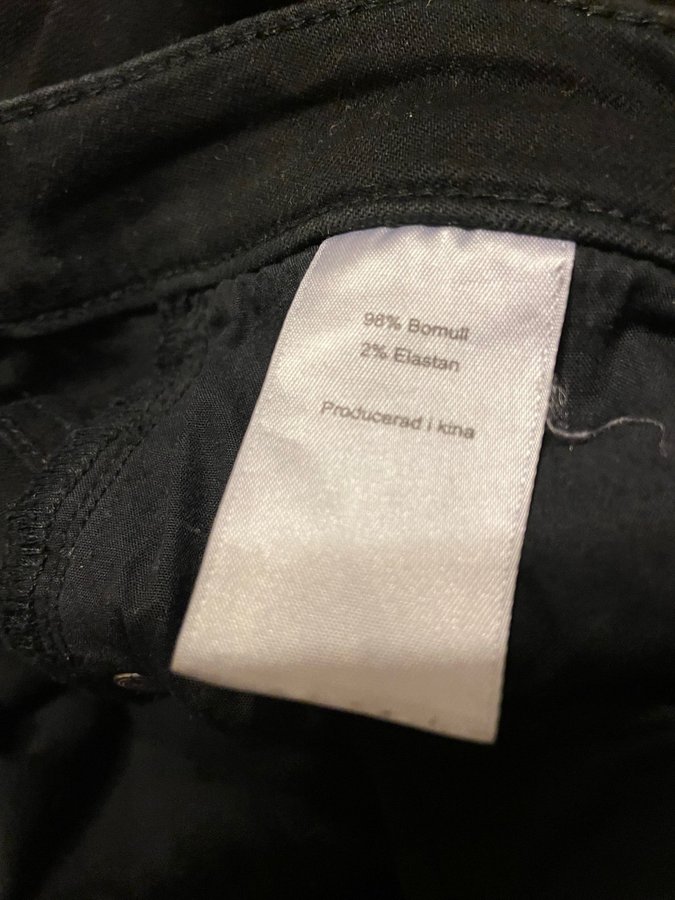 98% Bomull
2% Elastan
Producerad i kina